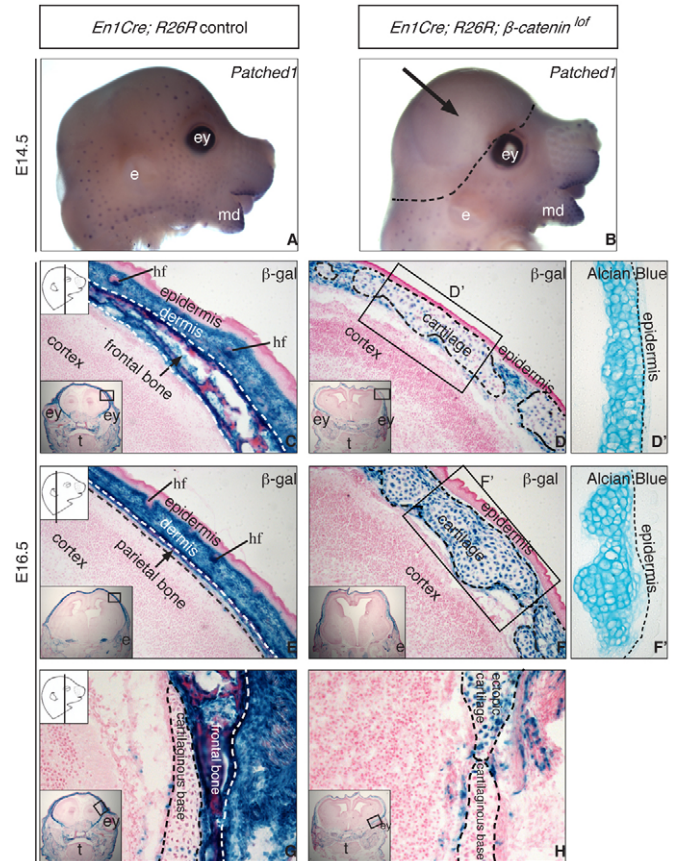 En1Cre; R26R control
En1Cre; R26R; β-catenin lof
E14.5
Patched1
ey
e
md
A
Patched1
ey
e
md
B
E16.5
β-gal
hf
epidermis
dermis
hf
cortex
frontal bone
ey
ey
t
C
β-gal
D'
cartilage
epidermis
cortex
ey
ey
t
D
Alcian Blue
epidermis
D'
β-gal
hf
epidermis
dermis
hf
cortex
parietal bone
e
E
β-gal
F'
cartilage
epidermis
cortex
e
F
Alcian Blue
epidermis
F'
cartilaginous base
frontal bone
ey
t
G
ectopic
cartilage
cartilaginous base
ey
t
H